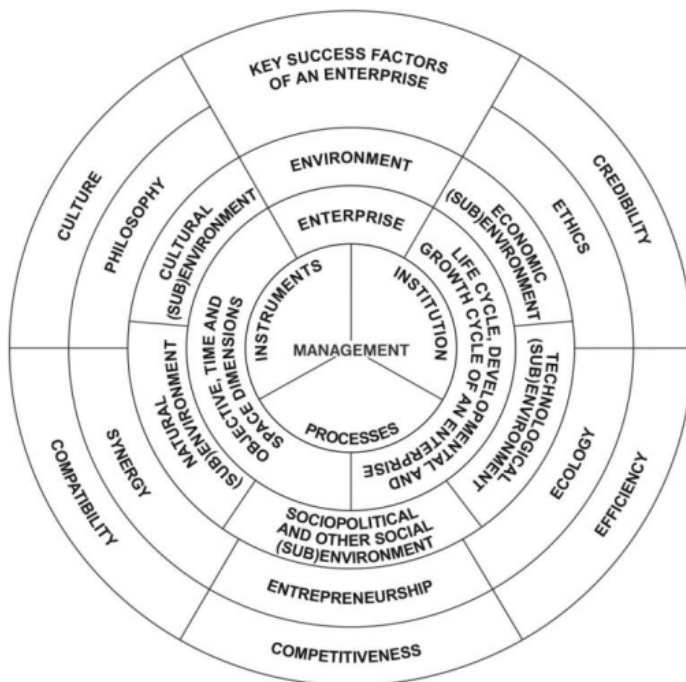 KEY SUCCESS FACTORS
OF AN ENTERPRISE
CULTURE
PHILOSOPHY
CULTURAL
(SUB)ENVIRONMENT
ENVIRONMENT
ENTERPRISE
ECONOMIC
(SUB)ENVIRONMENT
ETHICS
CREDIBILITY
OBJECTIVE, TIME AND
SPACE DIMENSIONS
INSTRUMENTS
INSTITUTION
LIFE CYCLE, DEVELOPMENTAL AND
GROWTH CYCLE OF AN ENTERPRISE
MANAGEMENT
PROCESSES
NATURAL
(SUB)ENVIRONMENT
TECHNOLOGICAL
(SUB)ENVIRONMENT
COMPATIBILITY
SYNERGY
ECOLOGY
EFFICIENCY
SOCIOPOLITICAL
AND OTHER SOCIAL
(SUB)ENVIRONMENT
ENTREPRENEURSHIP
COMPETITIVENESS